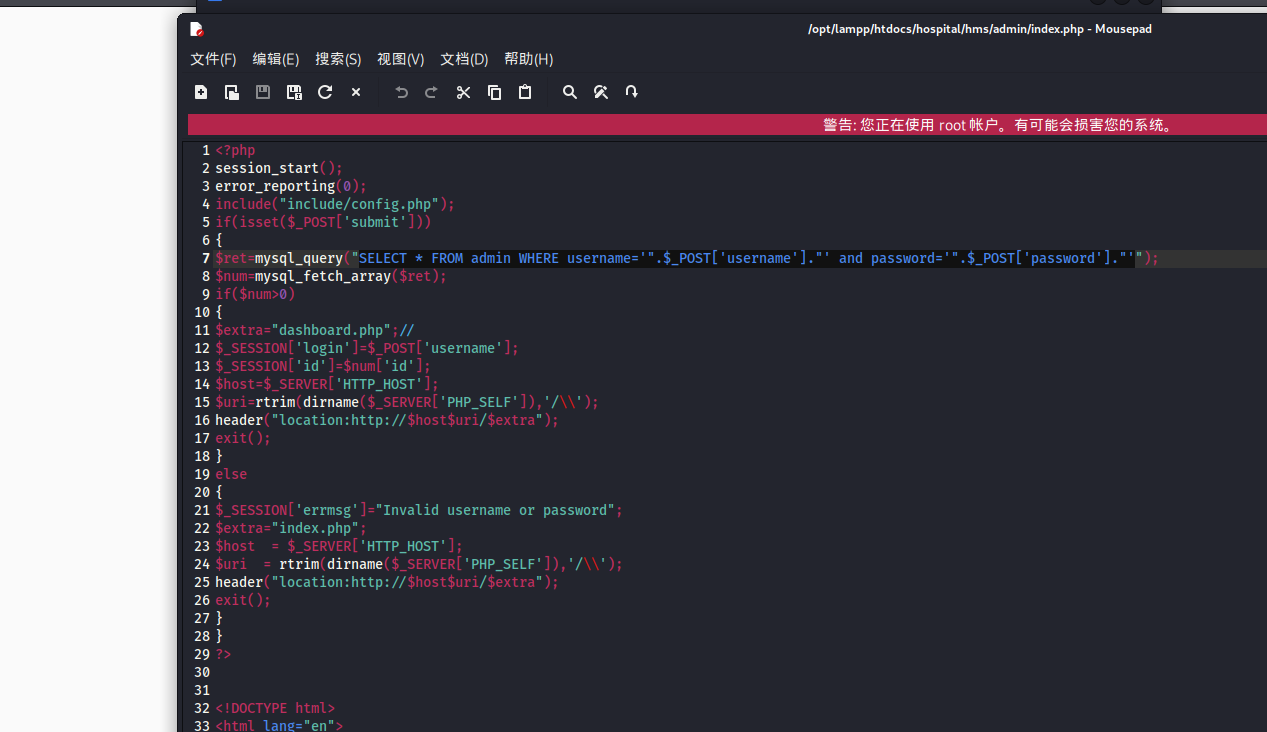 /opt/lampp/htdocs/hospital/hms/admin/index.php - Mousepad
文件(F) 编辑(E) 搜索(S) 视图(V) 文档(D) 帮助(H)
警告: 您正在使用 root 帐户。有可能会损害您的系统。
1 <?php
2 session_start();
3 error_reporting(0);
4 include("include/config.php");
5 if(isset($_POST['submit']))
6 {
7 $ret=mysql_query("SELECT * FROM admin WHERE username='".$_POST['username']."' and password='".$_POST['password']."'");
8 $num=mysql_fetch_array($ret);
9 if($num>0)
10 {
11 $extra="dashboard.php";//
12 $_SESSION['login']=$_POST['username'];
13 $_SESSION['id']=$num['id'];
14 $host=$_SERVER['HTTP_HOST'];
15 $uri=rtrim(dirname($_SERVER['PHP_SELF']),'/\\');
16 header("location:http://$host$uri/$extra");
17 exit();
18 }
19 else
20 {
21 $_SESSION['errmsg']="Invalid username or password";
22 $extra="index.php";
23 $host  = $_SERVER['HTTP_HOST'];
24 $uri  = rtrim(dirname($_SERVER['PHP_SELF']),'/\\');
25 header("location:http://$host$uri/$extra");
26 exit();
27 }
28 }
29 ?>
30
31
32 <!DOCTYPE html>
33 <html lang="en">